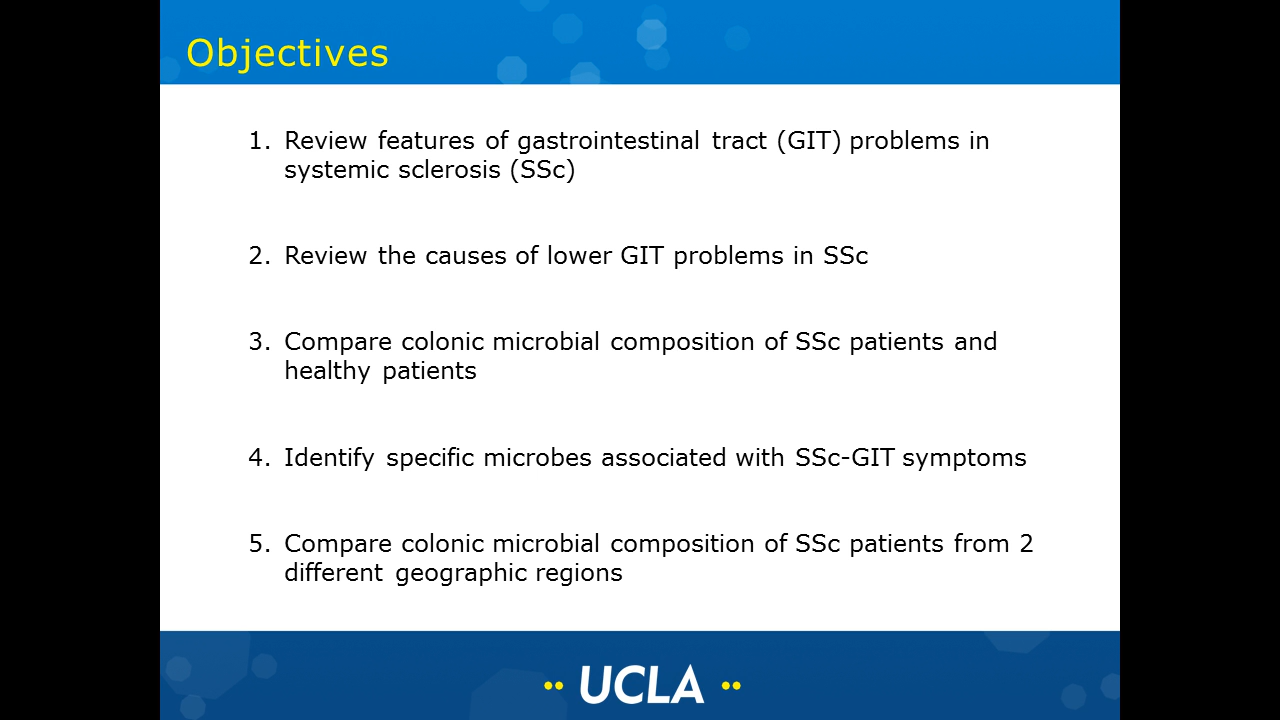 Objectives
1. Review features of gastrointestinal tract (GIT) problems in
systemic sclerosis (SSc)
2. Review the causes of lower GIT problems in SSc
3. Compare colonic microbial composition of SSc patients and
healthy patients
4. Identify specific microbes associated with SSc-GIT symptoms
5. Compare colonic microbial composition of SSc patients from 2
different geographic regions
UCLA